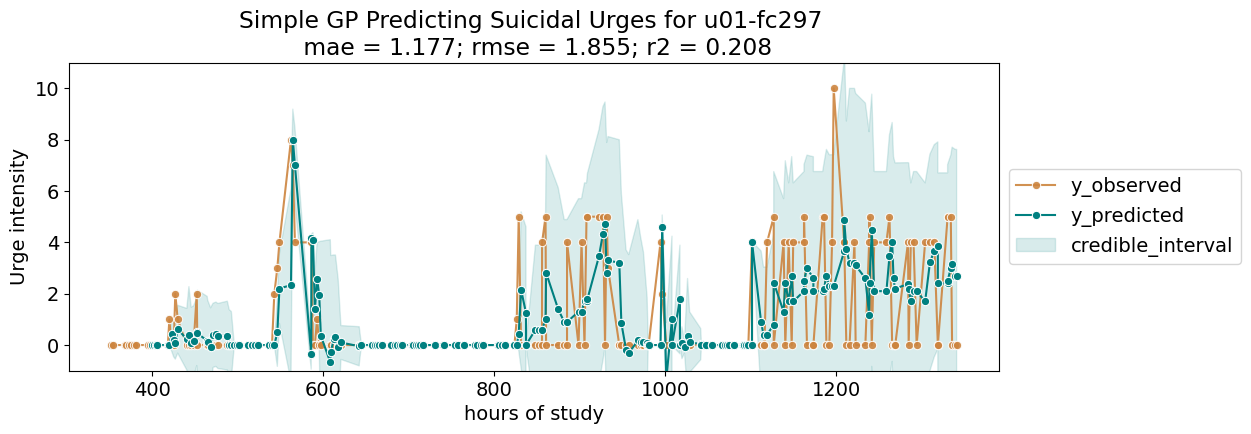 Simple GP Predicting Suicidal Urges for u01-fc297
mae = 1.177; rmse = 1.855; r2 = 0.208
Urge intensity
10
8
6
4
2
0
400
600
800
1000
1200
hours of study
y_observed
y_predicted
credible_interval